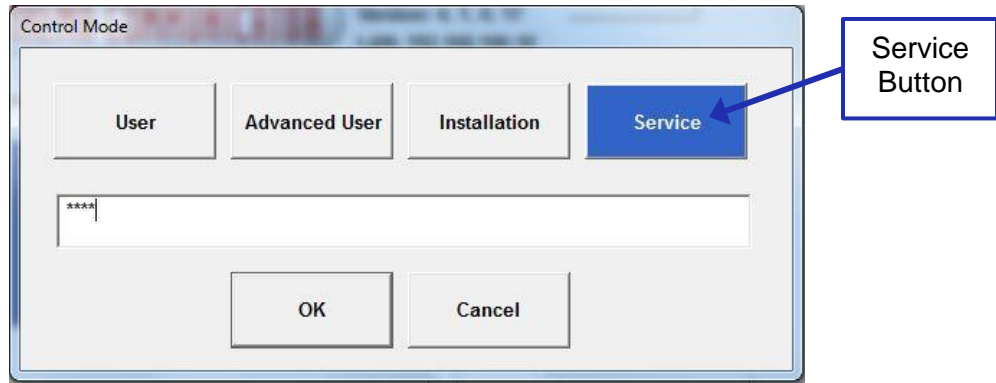 Control Mode
User
Advanced User
Installation
Service
Service
Button
****
OK
Cancel